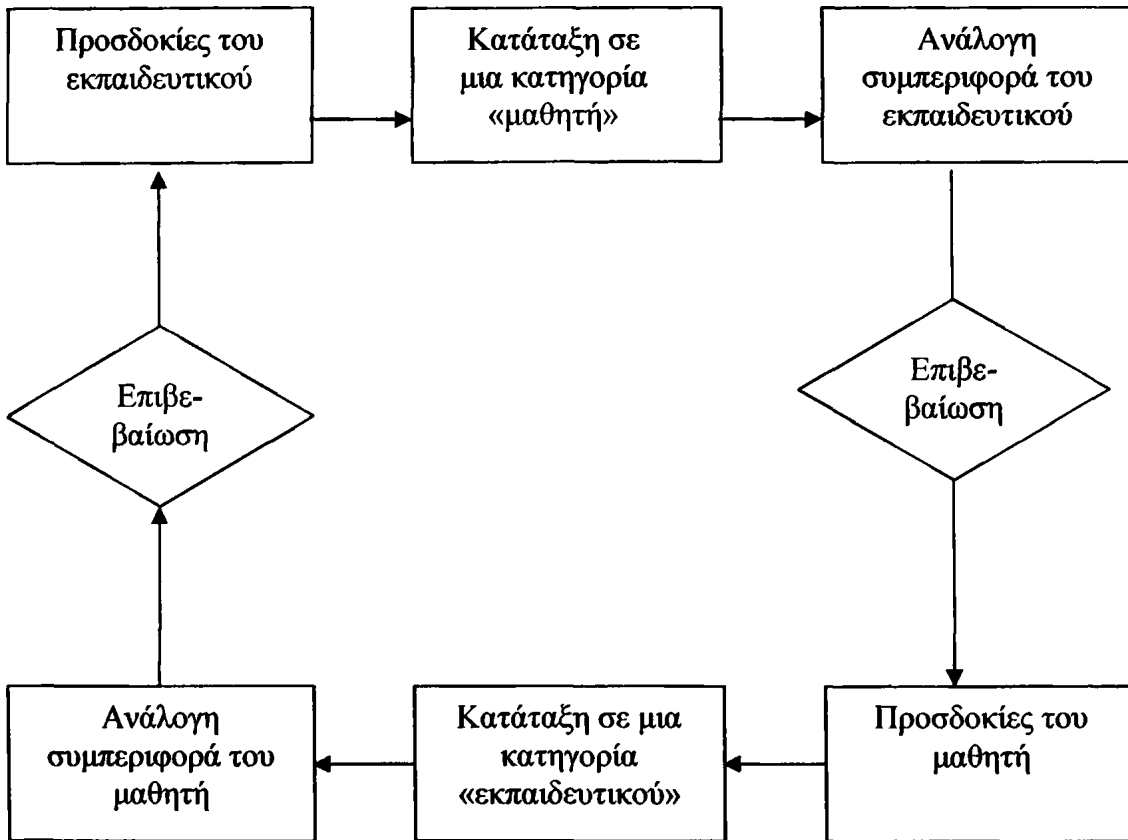 Προσδοκίες του
εκπαιδευτικού
Κατάταξη σε
μια κατηγορία
«μαθητή»
Ανάλογη
συμπεριφορά του
εκπαιδευτικού
Επιβε-
βαίωση
Επιβε-
βαίωση
Ανάλογη
συμπεριφορά του
μαθητή
Κατάταξη σε μια
κατηγορία
«εκπαιδευτικού»
Προσδοκίες του
μαθητή